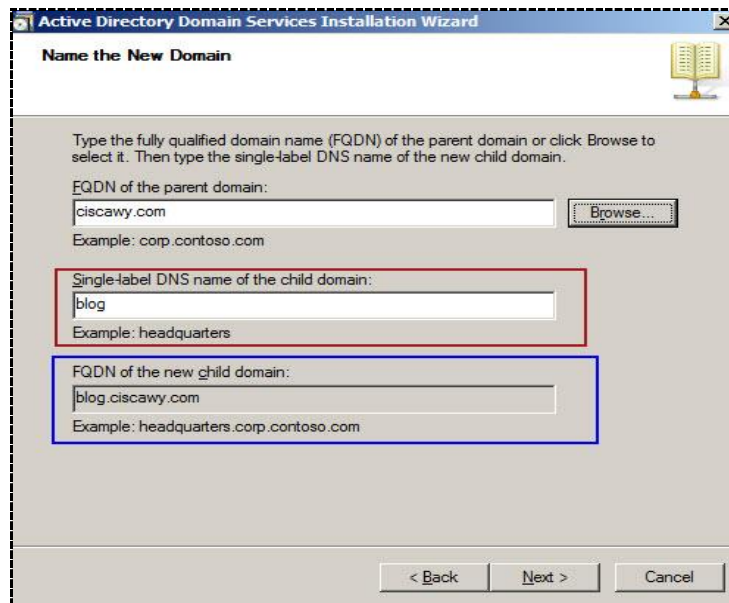 Active Directory Domain Services Installation Wizard
Name the New Domain
Type the fully qualified domain name (FQDN) of the parent domain or click Browse to
select it. Then type the single-label DNS name of the new child domain.
FQDN of the parent domain:
ciscawy.com
Browse...
Example: corp.contoso.com
Single-label DNS name of the child domain:
blog
Example: headquarters
FQDN of the new child domain:
blog.ciscawy.com
Example: headquarters.corp.contoso.com
< Back Next > Cancel